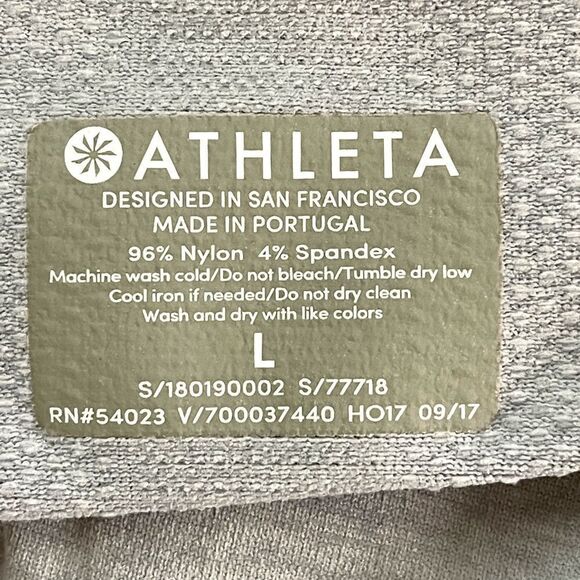 ATHLETA
DESIGNED IN SAN FRANCISCO
MADE IN PORTUGAL
96% Nylon 4% Spandex
Machine wash cold/Do not bleach/Tumble dry low
Cool iron if needed/Do not dry clean
Wash and dry with like colors
L
S/180190002 S/77718
RN#54023 V/700037440 HO17 09/17